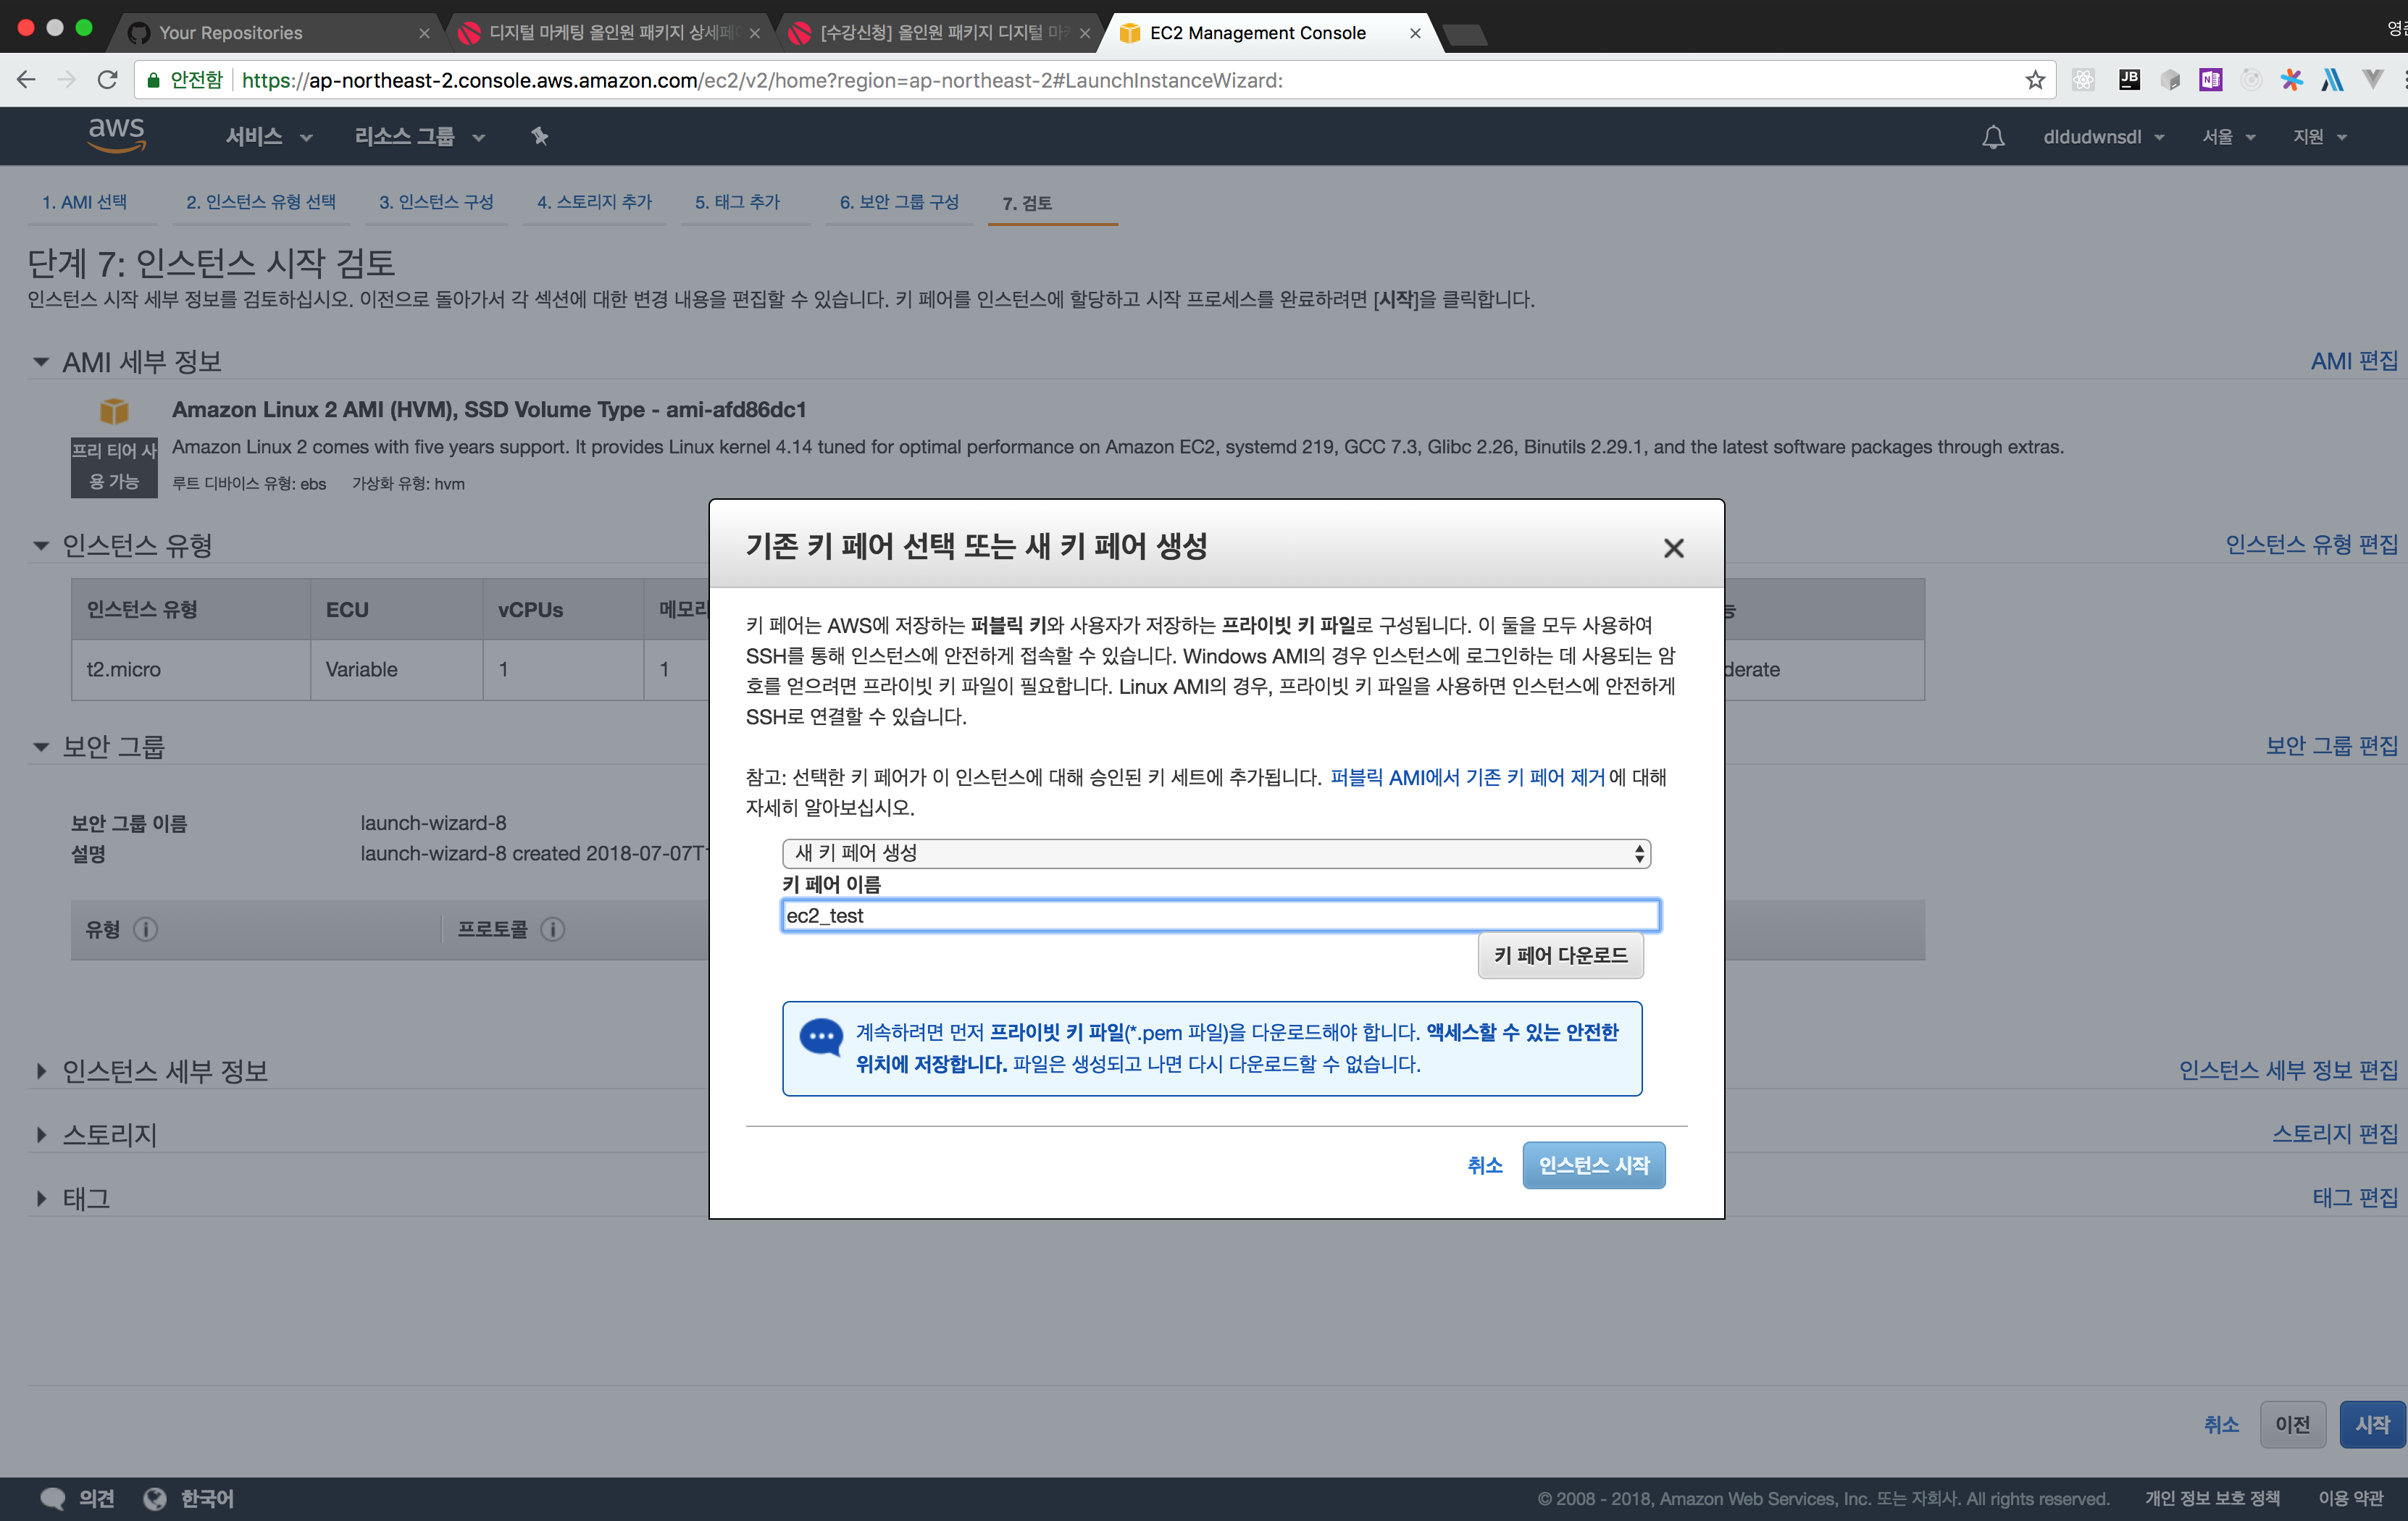 Your Repositories
디지털 마케팅 올인원 패키지 상세페
[수강신청] 올인원 패키지 디지털 마
EC2 Management Console
안전함
https://ap-northeast-2.console.aws.amazon.com/ec2/v2/home?region=ap-northeast-2#LaunchInstanceWizard:
JB
N
aws
서비스
리소스 그룹
dldudwnsdl
서울
지원
1. AMI 선택
2. 인스턴스 유형 선택
3. 인스턴스 구성
4. 스토리지 추가
5. 태그 추가
6. 보안 그룹 구성
7. 검토
단계 7: 인스턴스 시작 검토
인스턴스 시작 세부 정보를 검토하십시오. 이전으로 돌아가서 각 섹션에 대한 변경 내용을 편집할 수 있습니다. 키 페어를 인스턴스에 할당하고 시작 프로세스를 완료하려면 [시작]을 클릭합니다.
AMI 세부 정보
AMI 편집
Amazon Linux 2 AMI (HVM), SSD Volume Type - ami-afd86dc1
프리 티어 사
용 가능
Amazon Linux 2 comes with five years support. It provides Linux kernel 4.14 tuned for optimal performance on Amazon EC2, systemd 219, GCC 7.3, Glibc 2.26, Binutils 2.29.1, and the latest software packages through extras.
루트 디바이스 유형: ebs 가상화 유형: hvm
인스턴스 유형
인스턴스 유형 편집
인스턴스 유형 ECU vCPUs 메모리
t2.micro Variable 1 1 derate
보안 그룹
보안 그룹 편집
보안 그룹 이름 launch-wizard-8
설명 launch-wizard-8 created 2018-07-07T
유형 프로토콜
인스턴스 세부 정보
인스턴스 세부 정보 편집
스토리지
스토리지 편집
태그
태그 편집
기존 키 페어 선택 또는 새 키 페어 생성
키 페어는 AWS에 저장하는 퍼블릭 키와 사용자가 저장하는 프라이빗 키 파일로 구성됩니다. 이 둘을 모두 사용하여
SSH를 통해 인스턴스에 안전하게 접속할 수 있습니다. Windows AMI의 경우 인스턴스에 로그인하는 데 사용되는 암
호를 얻으려면 프라이빗 키 파일이 필요합니다. Linux AMI의 경우, 프라이빗 키 파일을 사용하면 인스턴스에 안전하게
SSH로 연결할 수 있습니다.
참고: 선택한 키 페어가 이 인스턴스에 대해 승인된 키 세트에 추가됩니다. 퍼블릭 AMI에서 기존 키 페어 제거 에 대해
자세히 알아보십시오.
새 키 페어 생성
키 페어 이름
ec2_test
키 페어 다운로드
계속하려면 먼저 프라이빗 키 파일(*.pem 파일)을 다운로드해야 합니다. 액세스할 수 있는 안전한
위치에 저장합니다. 파일은 생성되고 나면 다시 다운로드할 수 없습니다.
취소
인스턴스 시작
취소
이전
시작
의견
한국어
© 2008 - 2018, Amazon Web Services, Inc. 또는 자회사. All rights reserved.
개인 정보 보호 정책
이용 약관